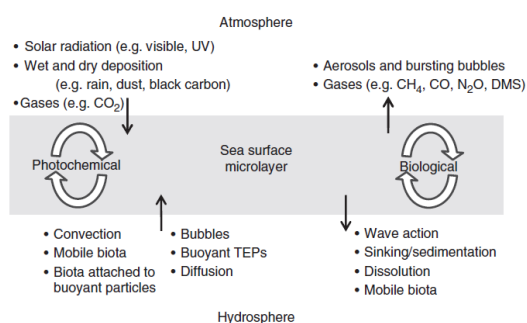 Atmosphere
• Solar radiation (e.g. visible, UV)
• Wet and dry deposition
(e.g. rain, dust, black carbon)
•Gases (e.g. CO₂)
• Aerosols and bursting bubbles
• Gases (e.g. CH₄, CO, N₂O, DMS)
Photochemical
Sea surface
microlayer
Biological
• Convection
• Mobile biota
• Biota attached to
buoyant particles
• Bubbles
• Buoyant TEPs
• Diffusion
• Wave action
• Sinking/sedimentation
• Dissolution
• Mobile biota
Hydrosphere